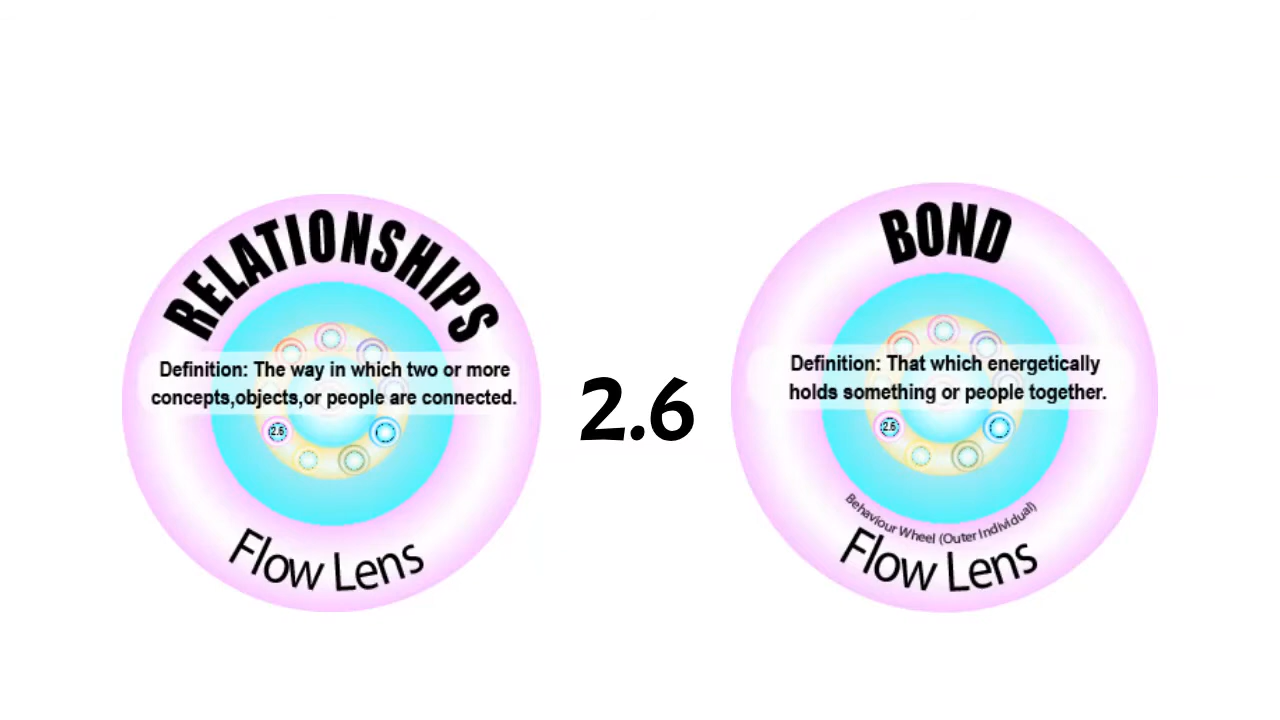 RELATIONSHIPS
Definition: The way in which two or more
concepts,objects,or people are connected.
2.6
Flow Lens
2.6
BOND
Definition: That which energetically
holds something or people together.
2.6
Behaviour Wheel (Outer Individual)
Flow Lens